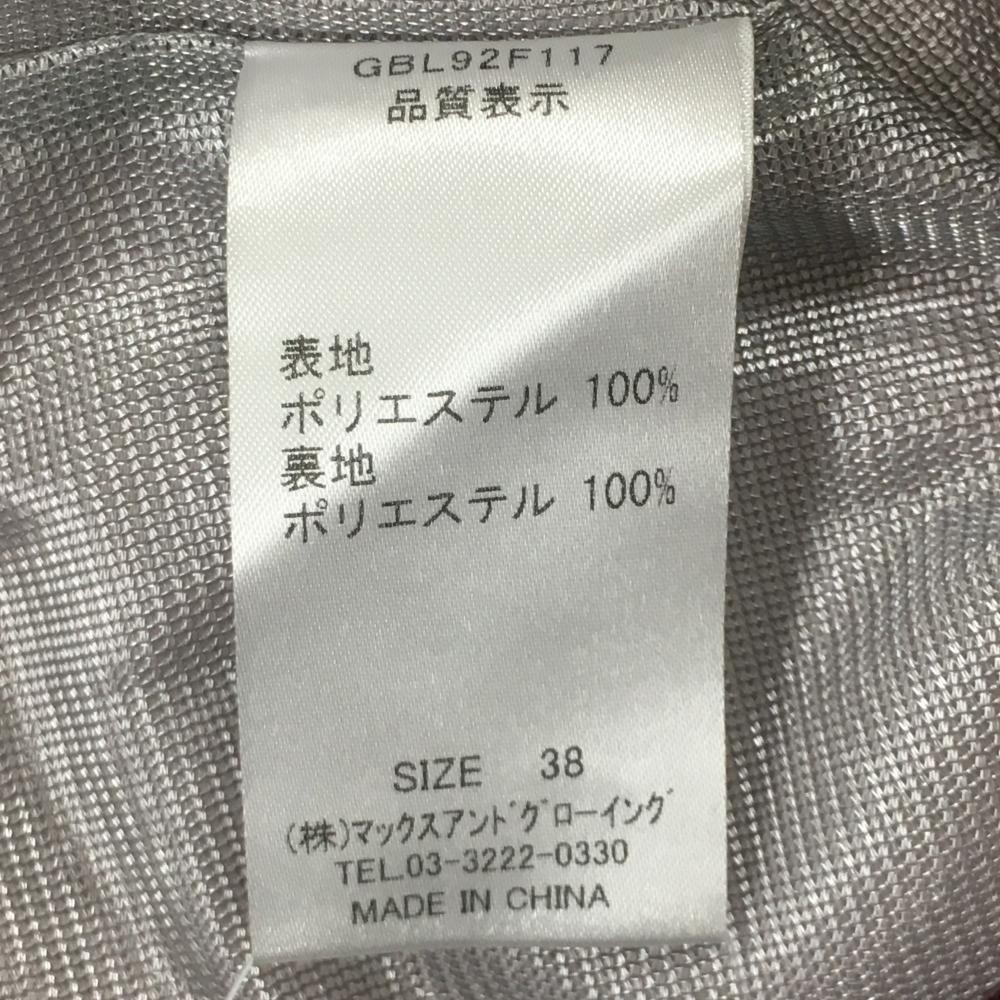 GBL92F117
品質表示
表地
ポリエステル 100%
裏地
ポリエステル 100%
SIZE 38
(株)マックスアンドグローイング
TEL.03-3222-0330
MADE IN CHINA